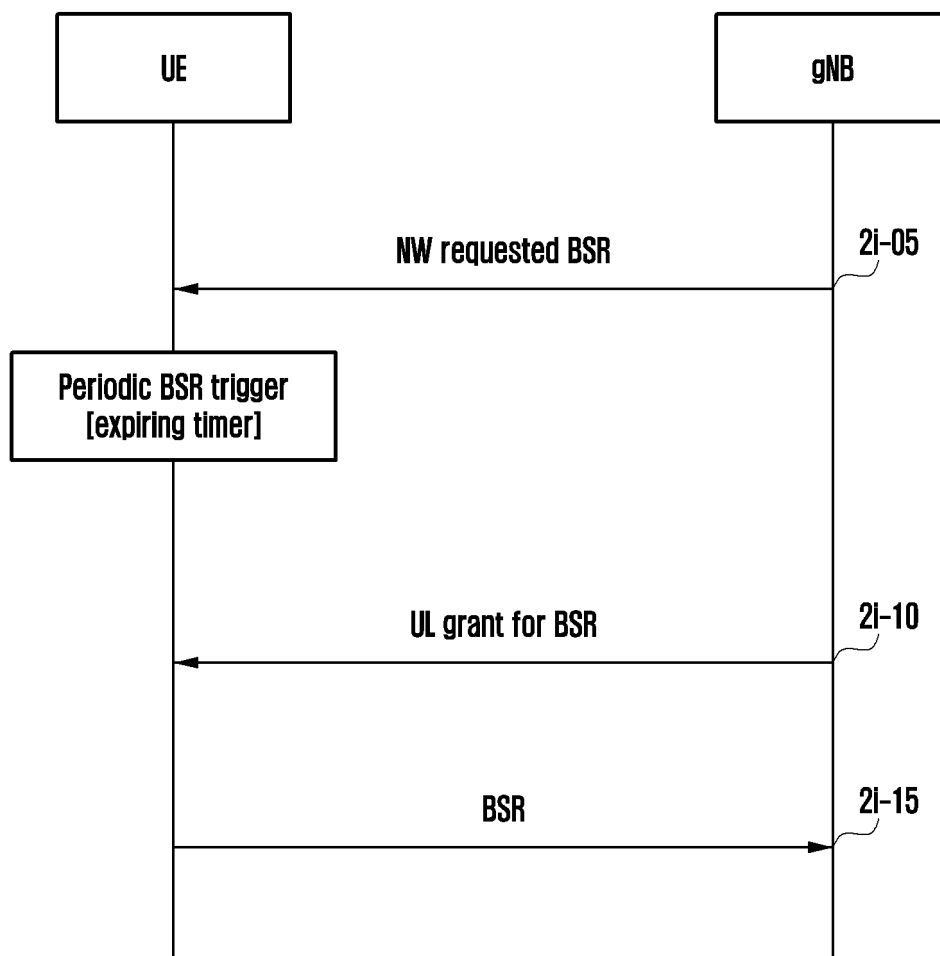 UE
gNB
NW requested BSR
2i-05
Periodic BSR trigger
[expiring timer]
UL grant for BSR
2i-10
BSR
2i-15